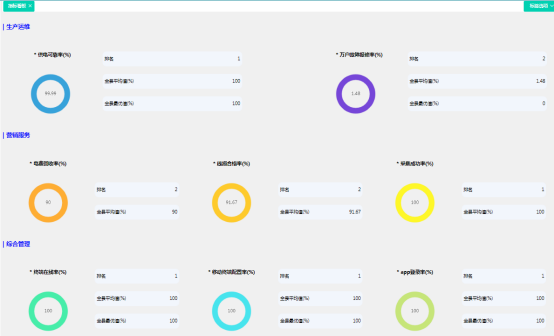 指标看板 ×
标签选项
生产运维
* 供电可靠率(%)
99.99
排名 1
全县平均值(%) 100
全县最优值(%) 100
* 万户故障报修率(%)
1.48
排名 2
全县平均值(%) 1.48
全县最优值(%) 0
营销服务
* 电费回收率(%)
90
排名 2
全县平均值(%) 90
* 线损合格率(%)
91.67
排名 2
全县平均值(%) 91.67
* 采集成功率(%)
100
排名 1
全县平均值(%) 100
综合管理
* 终端在线率(%)
100
排名 1
全县平均值(%) 100
全县最优值(%) 100
* 移动终端配置率(%)
100
排名 1
全县平均值(%) 100
全县最优值(%) 100
* app登录率(%)
100
排名 1
全县平均值(%) 100
全县最优值(%) 100